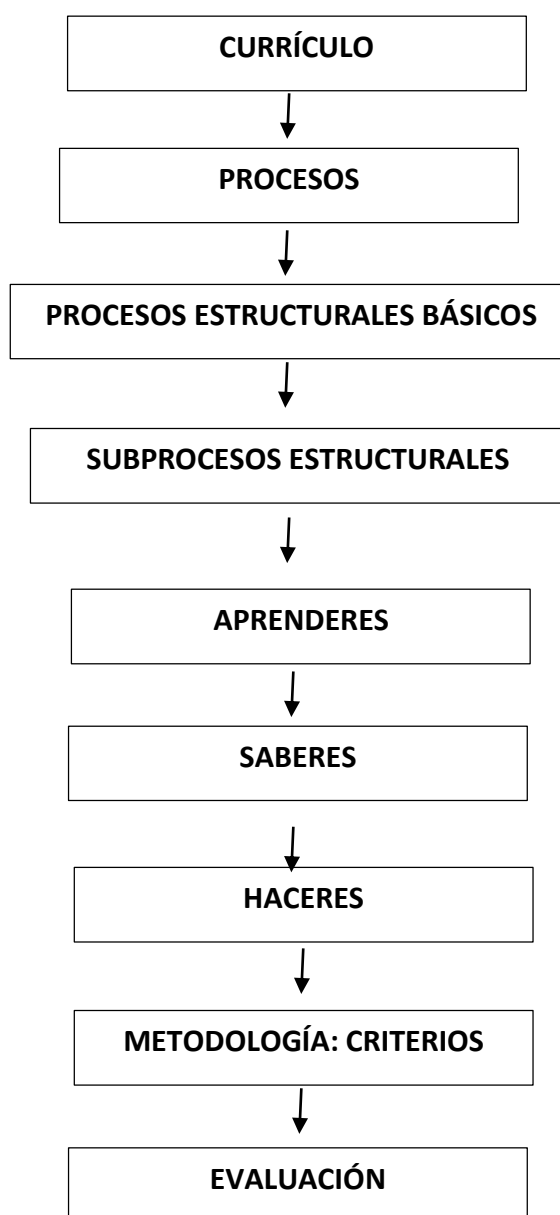 CURRÍCULO
PROCESOS
PROCESOS ESTRUCTURALES BÁSICOS
SUBPROCESOS ESTRUCTURALES
APRENDERES
SABERES
HACERES
METODOLOGÍA: CRITERIOS
EVALUACIÓN